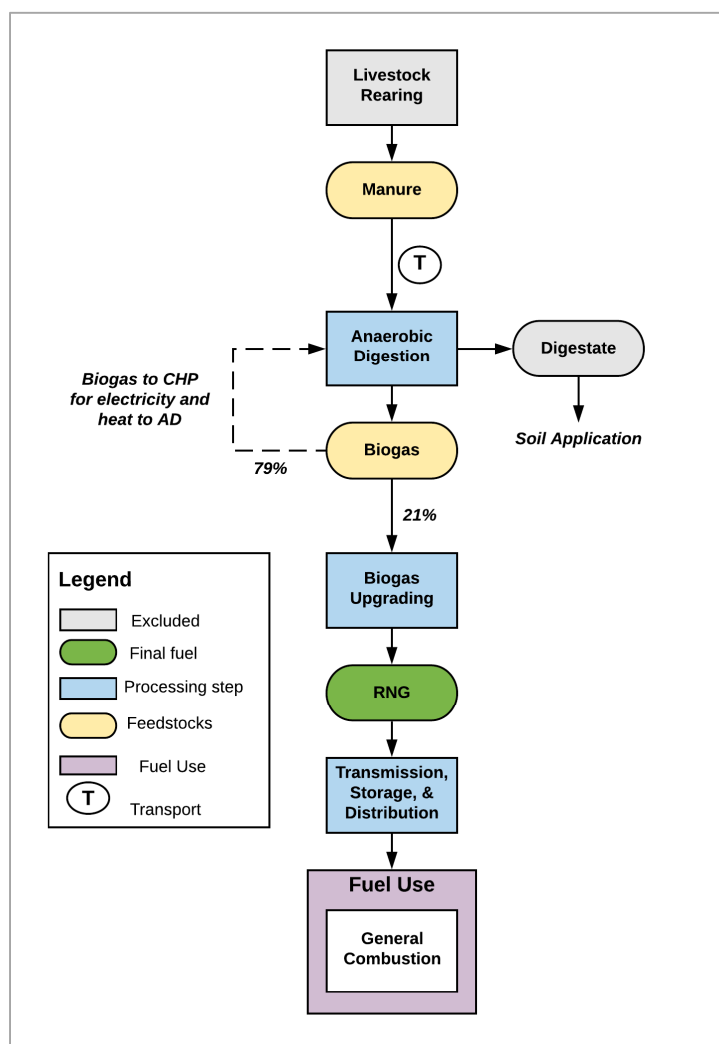 Livestock
Rearing
Manure
T
Anaerobic
Digestion
Digestate
Biogas to CHP
for electricity and
heat to AD
Soil Application
Biogas
79%
21%
Biogas
Upgrading
Legend
Excluded
Final fuel
Processing step
Feedstocks
Fuel Use
T
Transport
RNG
Transmission,
Storage, &
Distribution
Fuel Use
General
Combustion